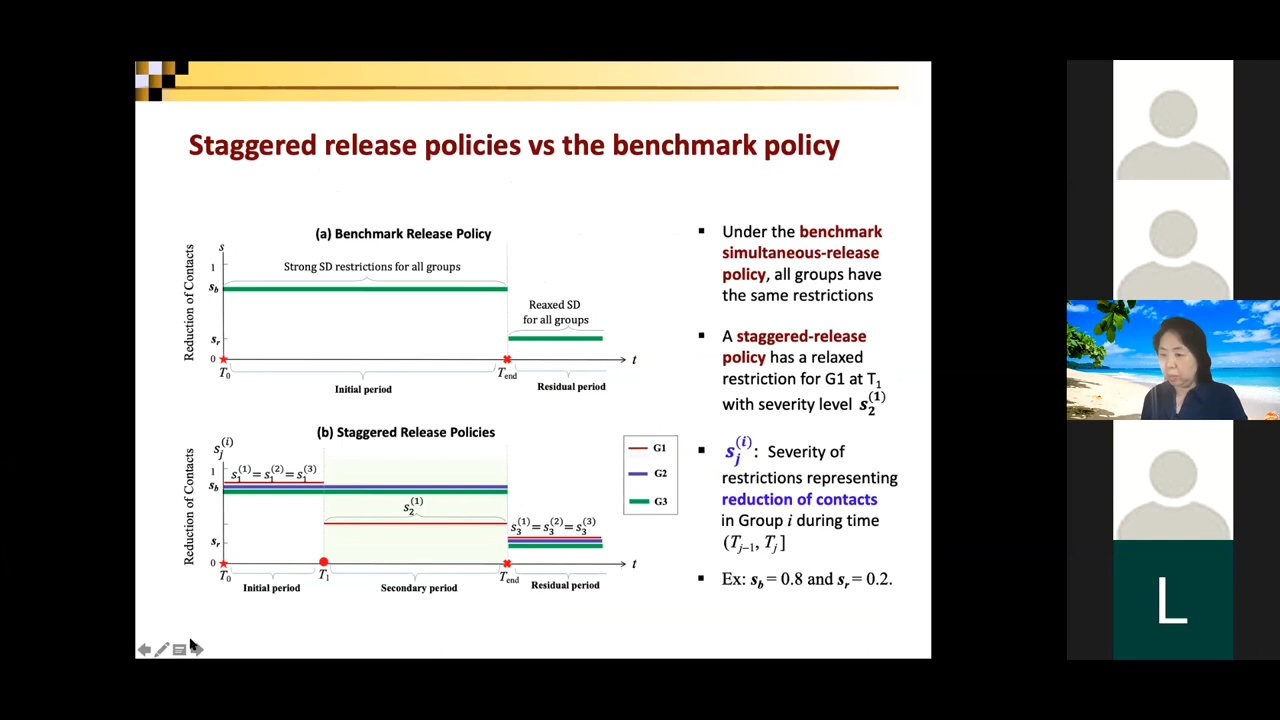 Staggered release policies vs the benchmark policy
(a) Benchmark Release Policy
Reduction of Contacts
s
1
s_b
s_r
0
Strong SD restrictions for all groups
Reaxed SD
for all groups
T_0
T_end
t
Initial period
Residual period
(b) Staggered Release Policies
Reduction of Contacts
s_j^(i)
1
s_b
s_r
0
s_1^(1) = s_1^(2) = s_1^(3)
s_2^(1)
s_3^(1) = s_3^(2) = s_3^(3)
T_0
T_1
T_end
t
Initial period
Secondary period
Residual period
G1
G2
G3
▪ Under the benchmark
simultaneous-release
policy, all groups have
the same restrictions
▪ A staggered-release
policy has a relaxed
restriction for G1 at T_1
with severity level s_2^(1)
▪ s_j^(i): Severity of
restrictions representing
reduction of contacts
in Group i during time
(T_{j−1}, T_j]
▪ Ex: s_b = 0.8 and s_r = 0.2.
L